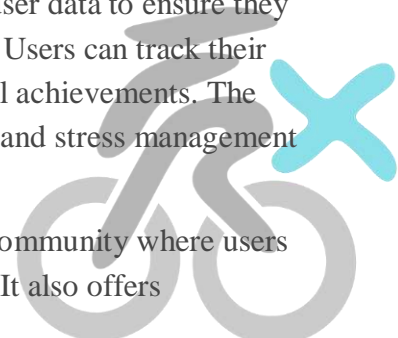 user data to ensure they
Users can track their
achievements. The
and stress management
ommunity where users
It also offers